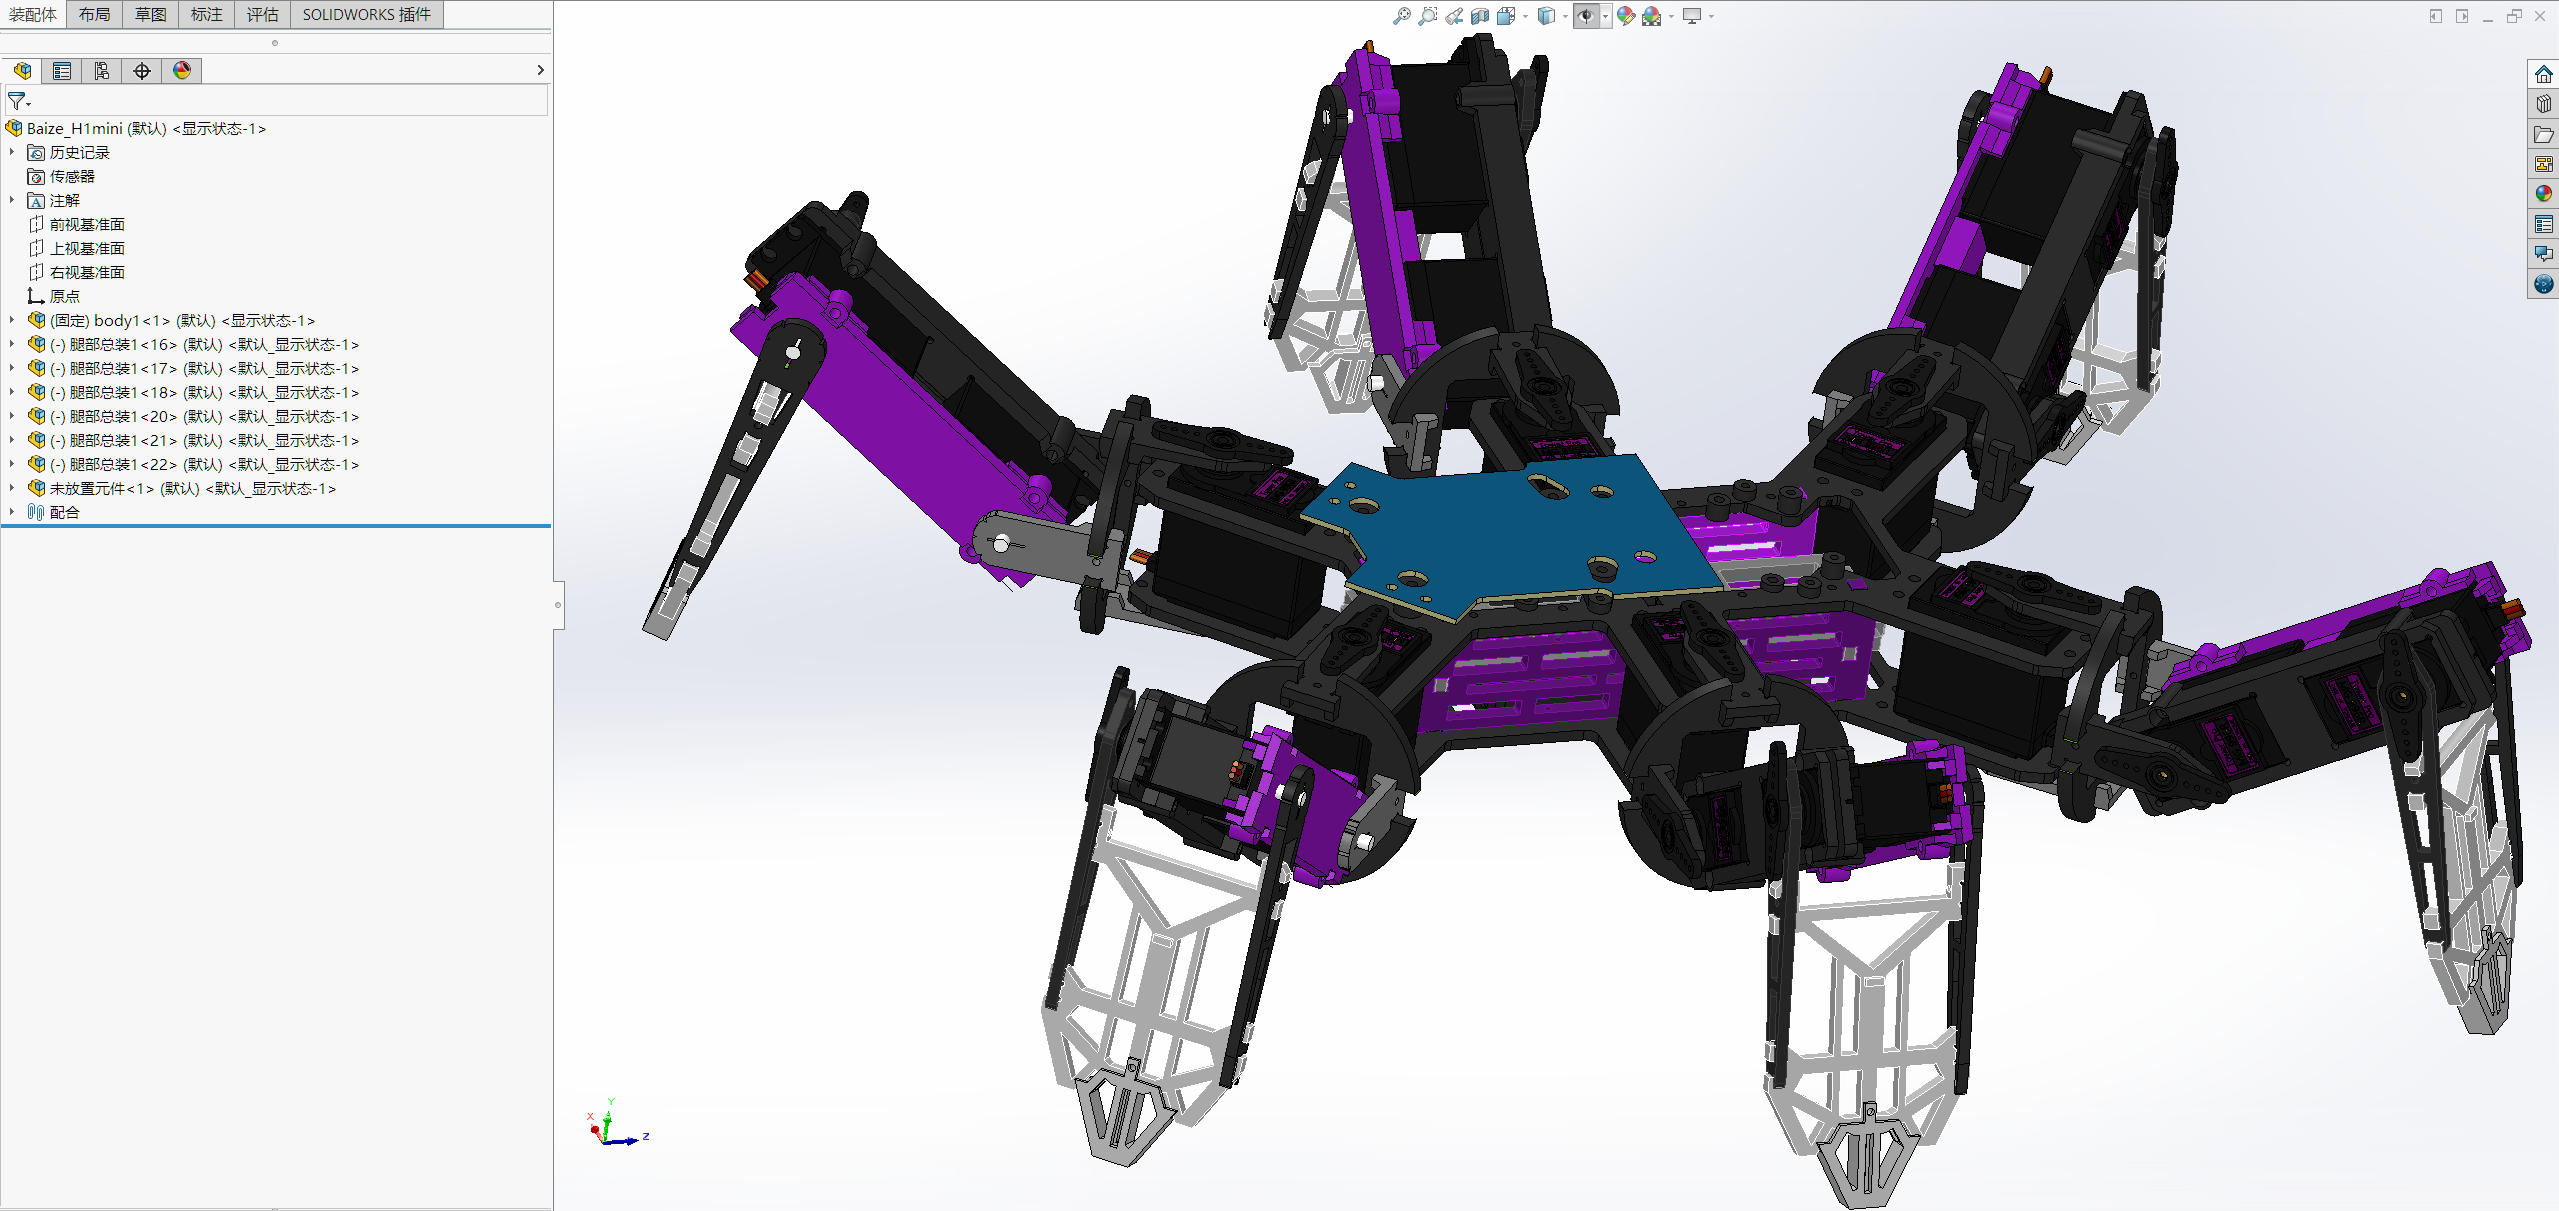 装配体 布局 草图 标注 评估 SOLIDWORKS 插件
Baize_H1mini (默认) <显示状态-1>
历史记录
传感器
注解
前视基准面
上视基准面
右视基准面
原点
(固定) body1<1> (默认) <显示状态-1>
(-) 腿部总装1<16> (默认) <默认_显示状态-1>
(-) 腿部总装1<17> (默认) <默认_显示状态-1>
(-) 腿部总装1<18> (默认) <默认_显示状态-1>
(-) 腿部总装1<20> (默认) <默认_显示状态-1>
(-) 腿部总装1<21> (默认) <默认_显示状态-1>
(-) 腿部总装1<22> (默认) <默认_显示状态-1>
未放置元件<1> (默认) <默认_显示状态-1>
配合
Y
X
Z